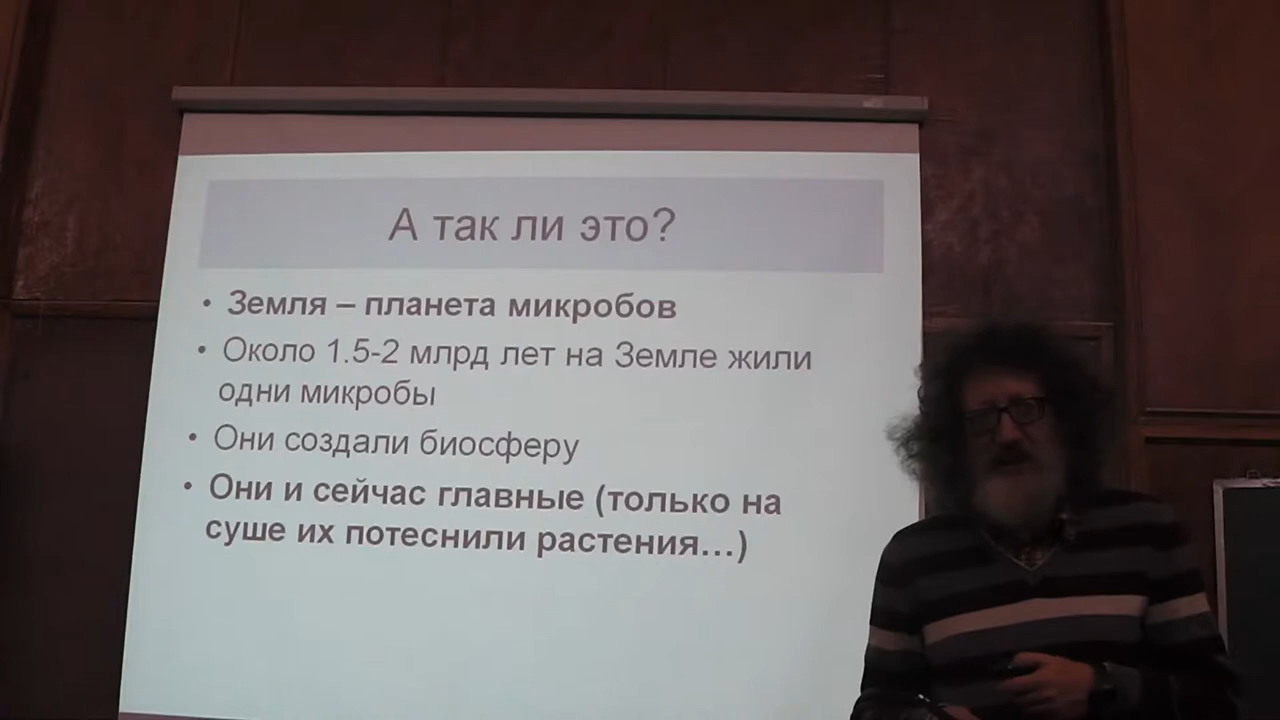 А так ли это?
• Земля – планета микробов
• Около 1.5-2 млрд лет на Земле жили
одни микробы
• Они создали биосферу
• Они и сейчас главные (только на
суше их потеснили растения...)